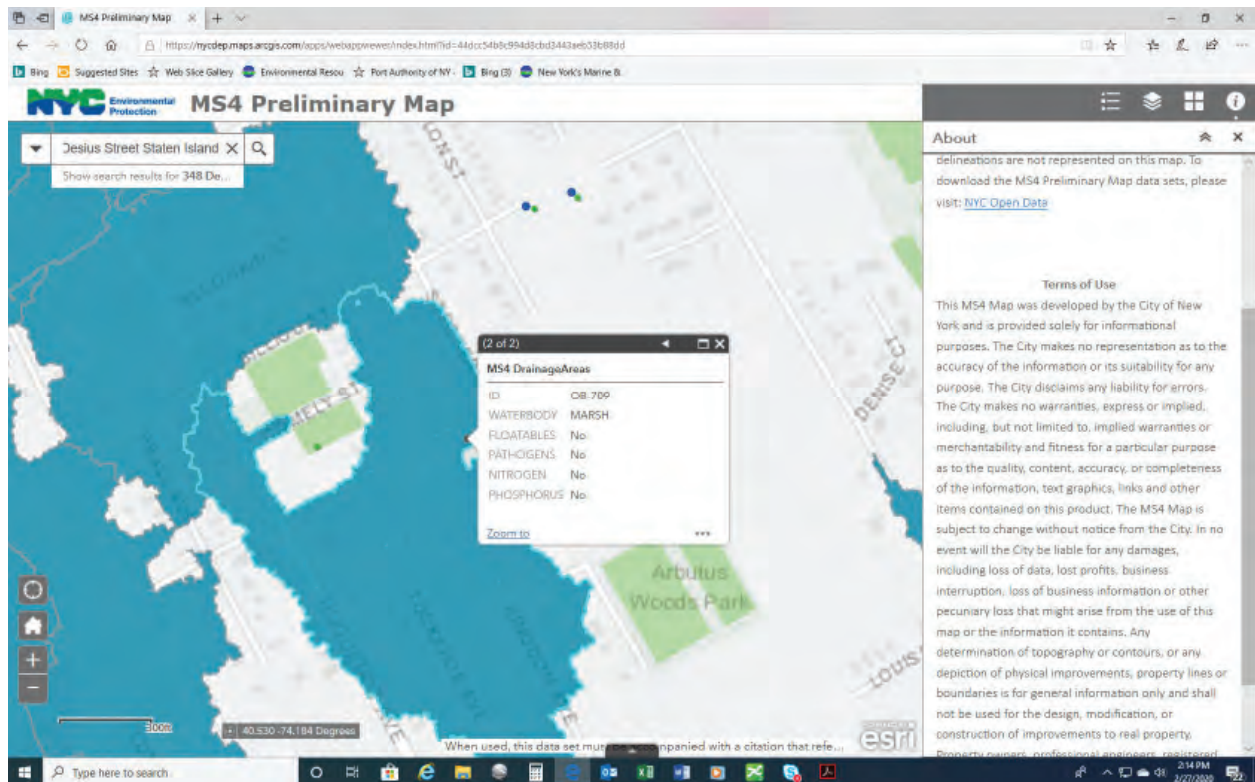 MS4 Preliminary Map
https://nycdep.maps.arcgis.com/apps/webappviewer/index.html?id=44dcc54b8c994d8cbd3443aeb53b88dd
Bing Suggested Sites Web Slice Gallery Environmental Resou Port Authority of NY - Bing (3) New York's Marine &
NYC Environmental Protection MS4 Preliminary Map
Desius Street Staten Island
Show search results for 348 De...
DENISE CT
MELY ST
Arbutus
Woods Park
LOUIS
(2 of 2)
MS4 DrainageAreas
ID OB-709
WATERBODY MARSH
FLOATABLES No
PATHOGENS No
NITROGEN No
PHOSPHORUS No
Zoom to
300m
40.530 -74.184 Degrees
When used, this data set must be accompanied with a citation that refe...
esri
About
delineations are not represented on this map. To
download the MS4 Preliminary Map data sets, please
visit: NYC Open Data
Terms of Use
This MS4 Map was developed by the City of New
York and is provided solely for informational
purposes. The City makes no representation as to the
accuracy of the information or its suitability for any
purpose. The City disclaims any liability for errors.
The City makes no warranties, express or implied,
including, but not limited to, implied warranties or
merchantability and fitness for a particular purpose
as to the quality, content, accuracy, or completeness
of the information, text graphics, links and other
items contained on this product. The MS4 Map is
subject to change without notice from the City. In no
event will the City be liable for any damages,
including loss of data, lost profits, business
interruption, loss of business information or other
pecuniary loss that might arise from the use of this
map or the information it contains. Any
determination of topography or contours, or any
depiction of physical improvements, property lines or
boundaries is for general information only and shall
not be used for the design, modification, or
construction of improvements to real property.
Property owners, professional engineers, registered
Type here to search
2:14 PM
2/27/2020